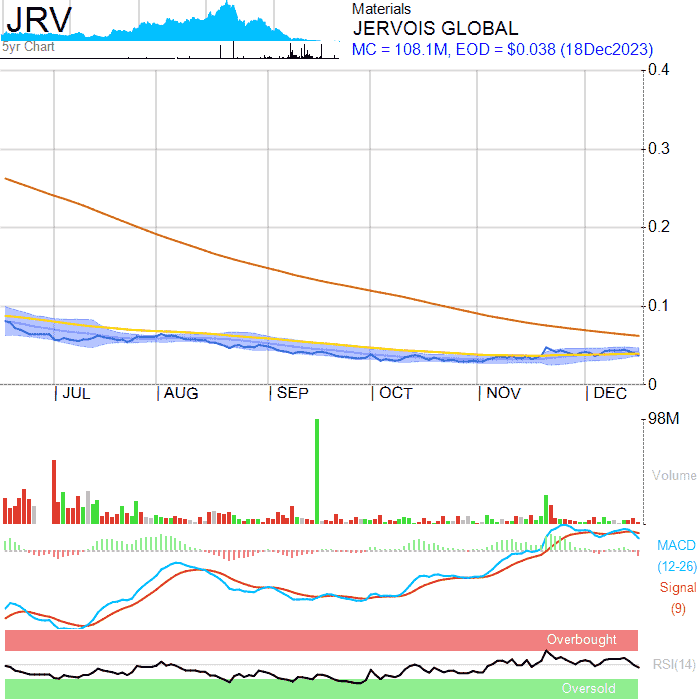 JRV
5yr Chart
Materials
JERVOIS GLOBAL
MC = 108.1M, EOD = $0.038 (18Dec2023)
0.4
0.3
0.2
0.1
0
JUL AUG SEP OCT NOV DEC
98M
Volume
MACD
(12-26)
Signal
(9)
Overbought
RSI(14)
Oversold